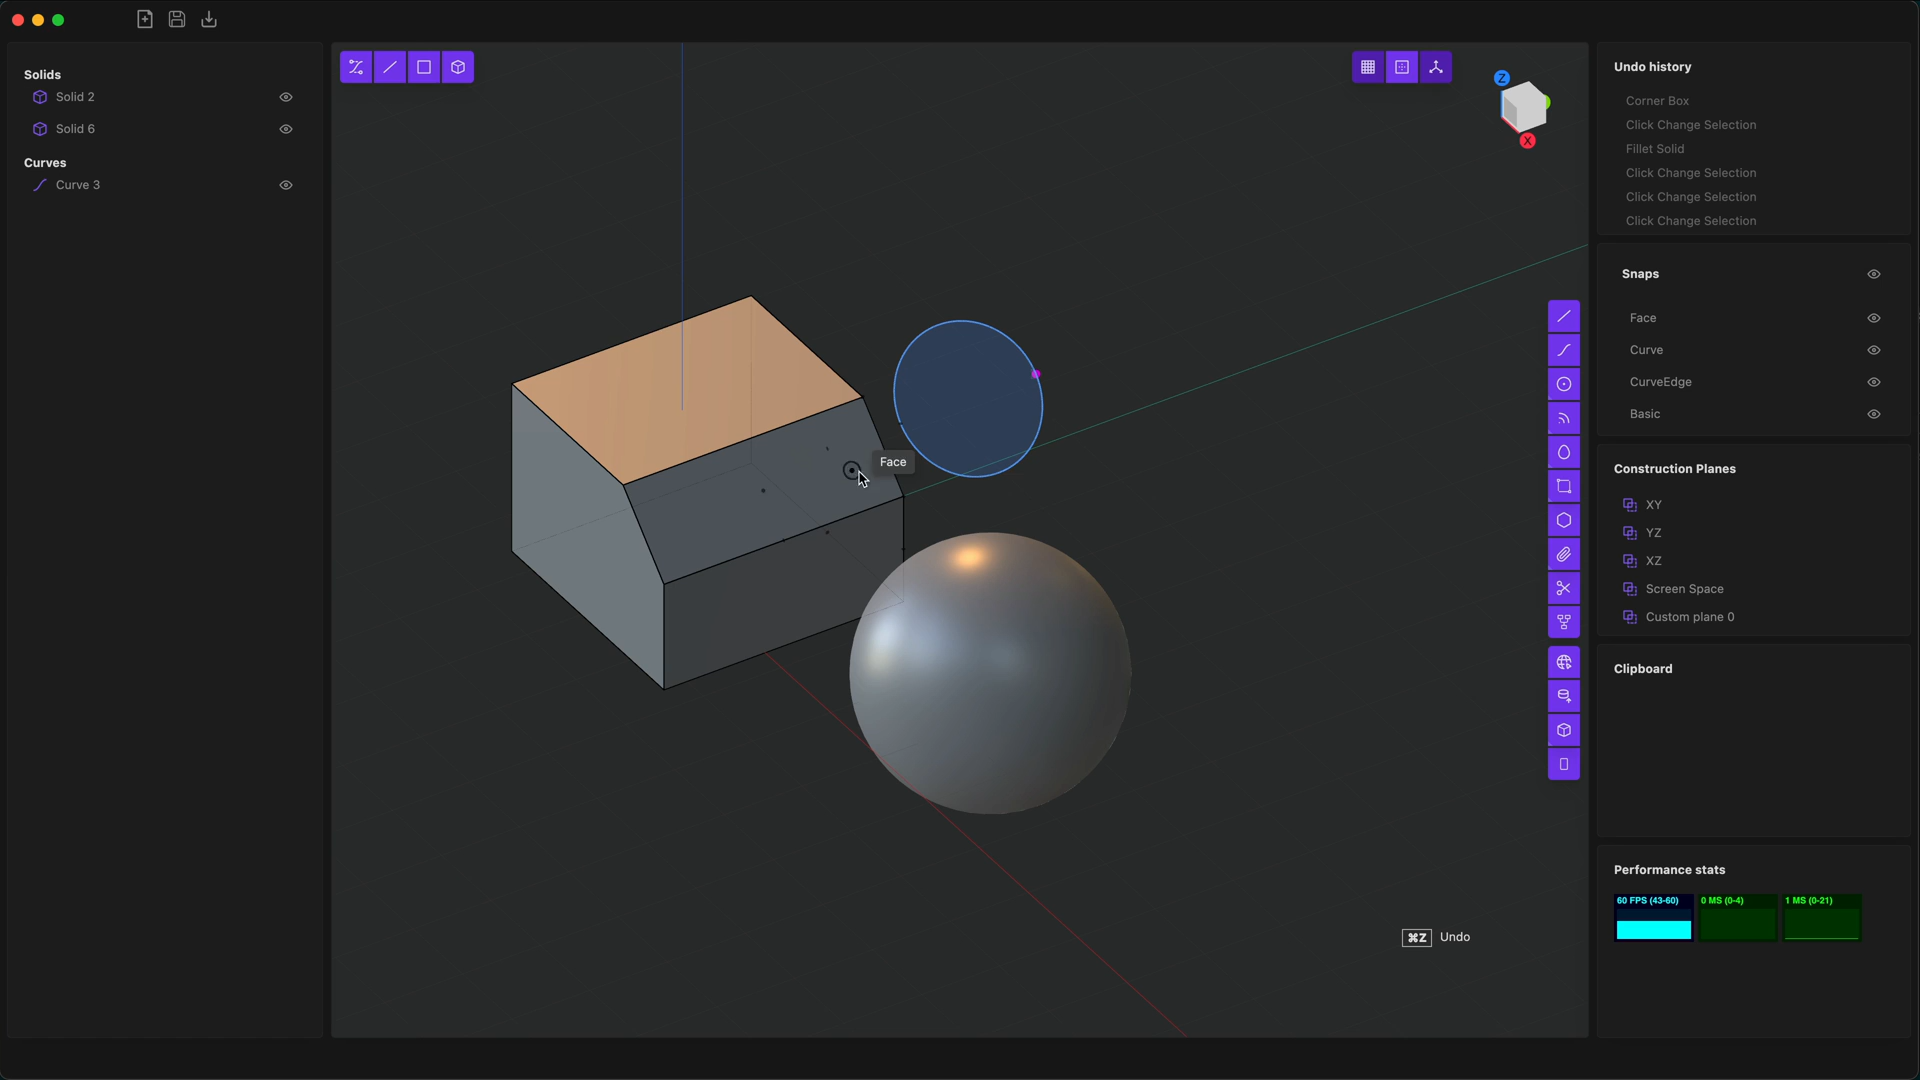 Solids
Solid 2
Solid 6
Curves
Curve 3
Z
X
Face
⌘Z Undo
Undo history
Corner Box
Click Change Selection
Fillet Solid
Click Change Selection
Click Change Selection
Click Change Selection
Snaps
Face
Curve
CurveEdge
Basic
Construction Planes
XY
YZ
XZ
Screen Space
Custom plane 0
Clipboard
Performance stats
60 FPS (43-60) 0 MS (0-4) 1 MS (0-21)